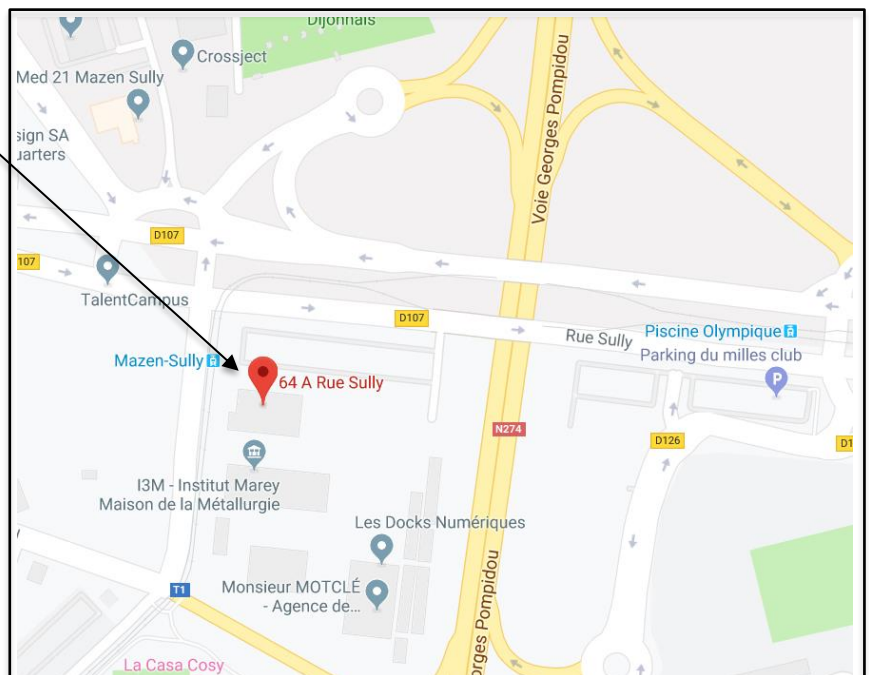 Dijonnais
Crossject
Med 21 Mazen Sully
sign SA
uarters
Voie Georges Pompidou
D107
107
TalentCampus
D107
Rue Sully
Piscine Olympique
Parking du milles club
P
Mazen-Sully
64 A Rue Sully
N274
D126
D1
I3M - Institut Marey
Maison de la Métallurgie
Les Docks Numériques
T1
Monsieur MOTCLÉ
- Agence de...
orges Pompidou
La Casa Cosy